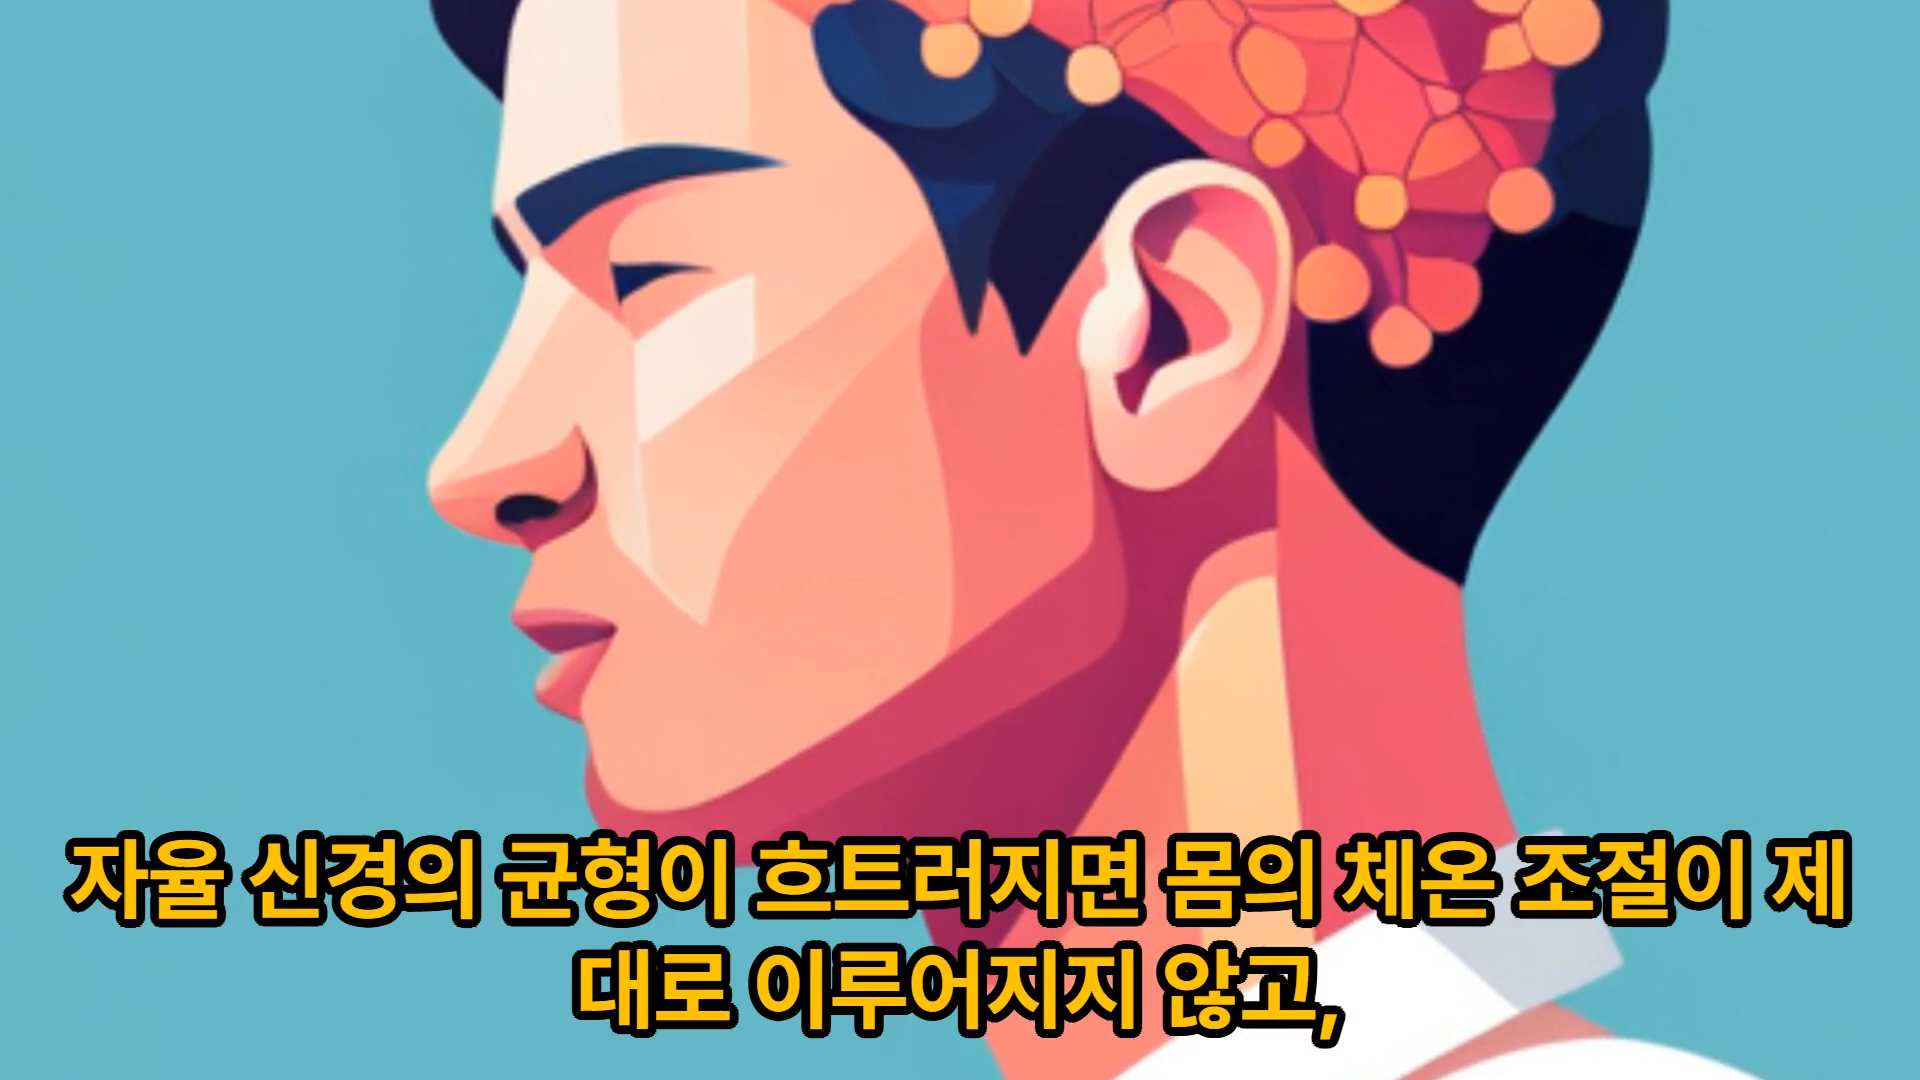 자율 신경의 균형이 흐트러지면 몸의 체온 조절이 제
대로 이루어지지 않고,